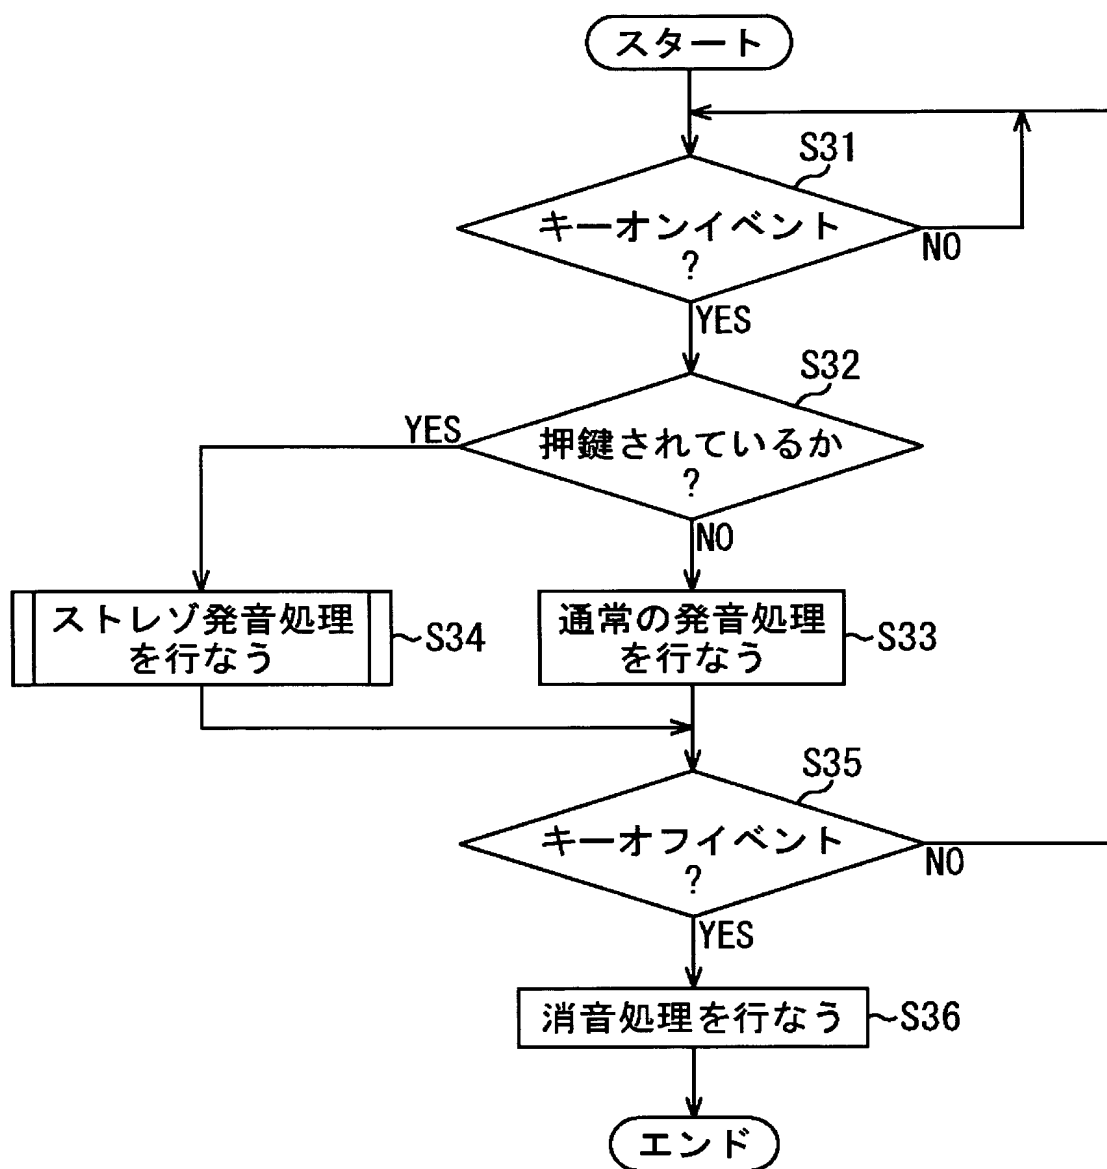 スタート
S31
キーオンイベント
?
NO
YES
S32
YES
押鍵されているか
?
NO
ストレゾ発音処理
を行なう
S34
通常の発音処理
を行なう
S33
S35
キーオフイベント
?
NO
YES
消音処理を行なう
S36
エンド